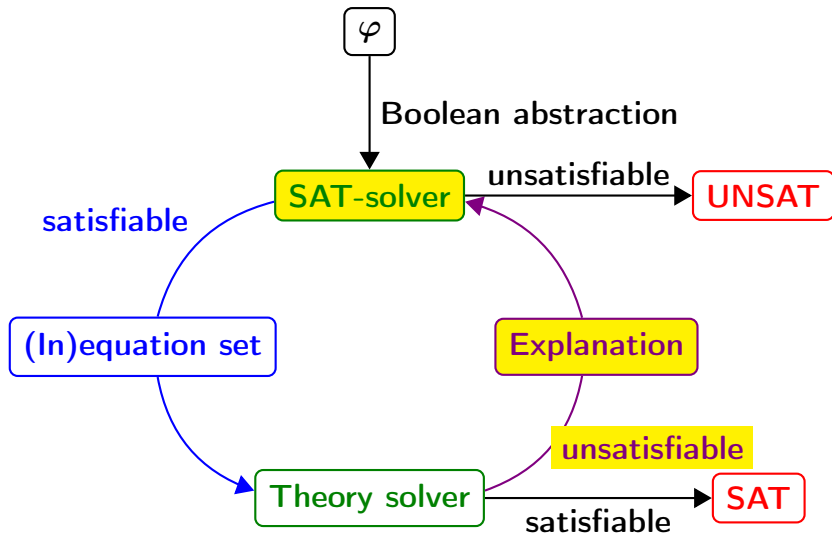 φ
Boolean abstraction
SAT-solver
unsatisfiable
UNSAT
satisfiable
(In)equation set
Explanation
unsatisfiable
Theory solver
satisfiable
SAT